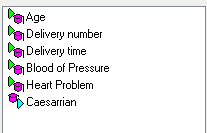 Age
Delivery number
Delivery time
Blood of Pressure
Heart Problem
Caesarrian